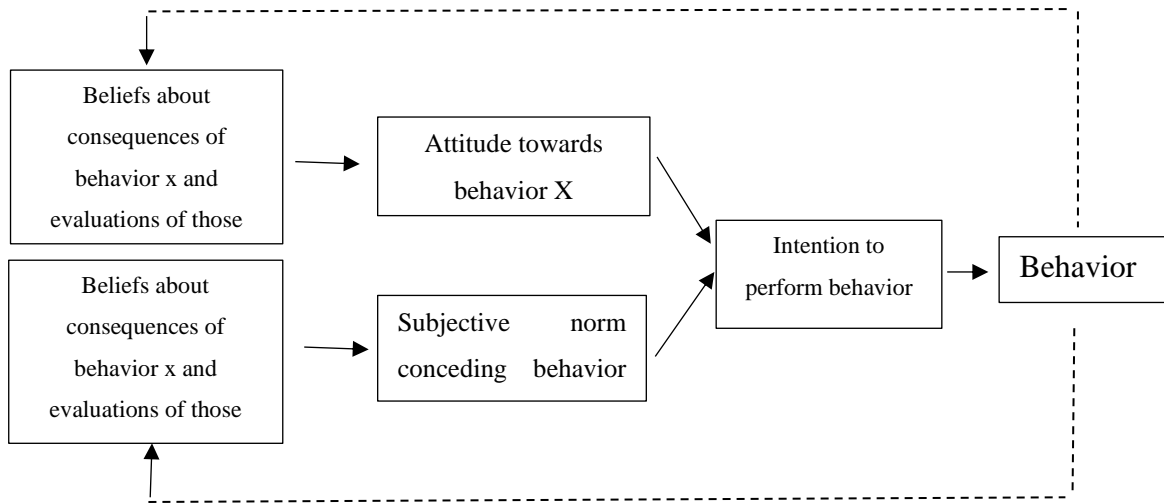 Beliefs about
consequences of
behavior x and
evaluations of those
Attitude towards
behavior X
Beliefs about
consequences of
behavior x and
evaluations of those
Subjective norm
conceding behavior
Intention to
perform behavior
Behavior